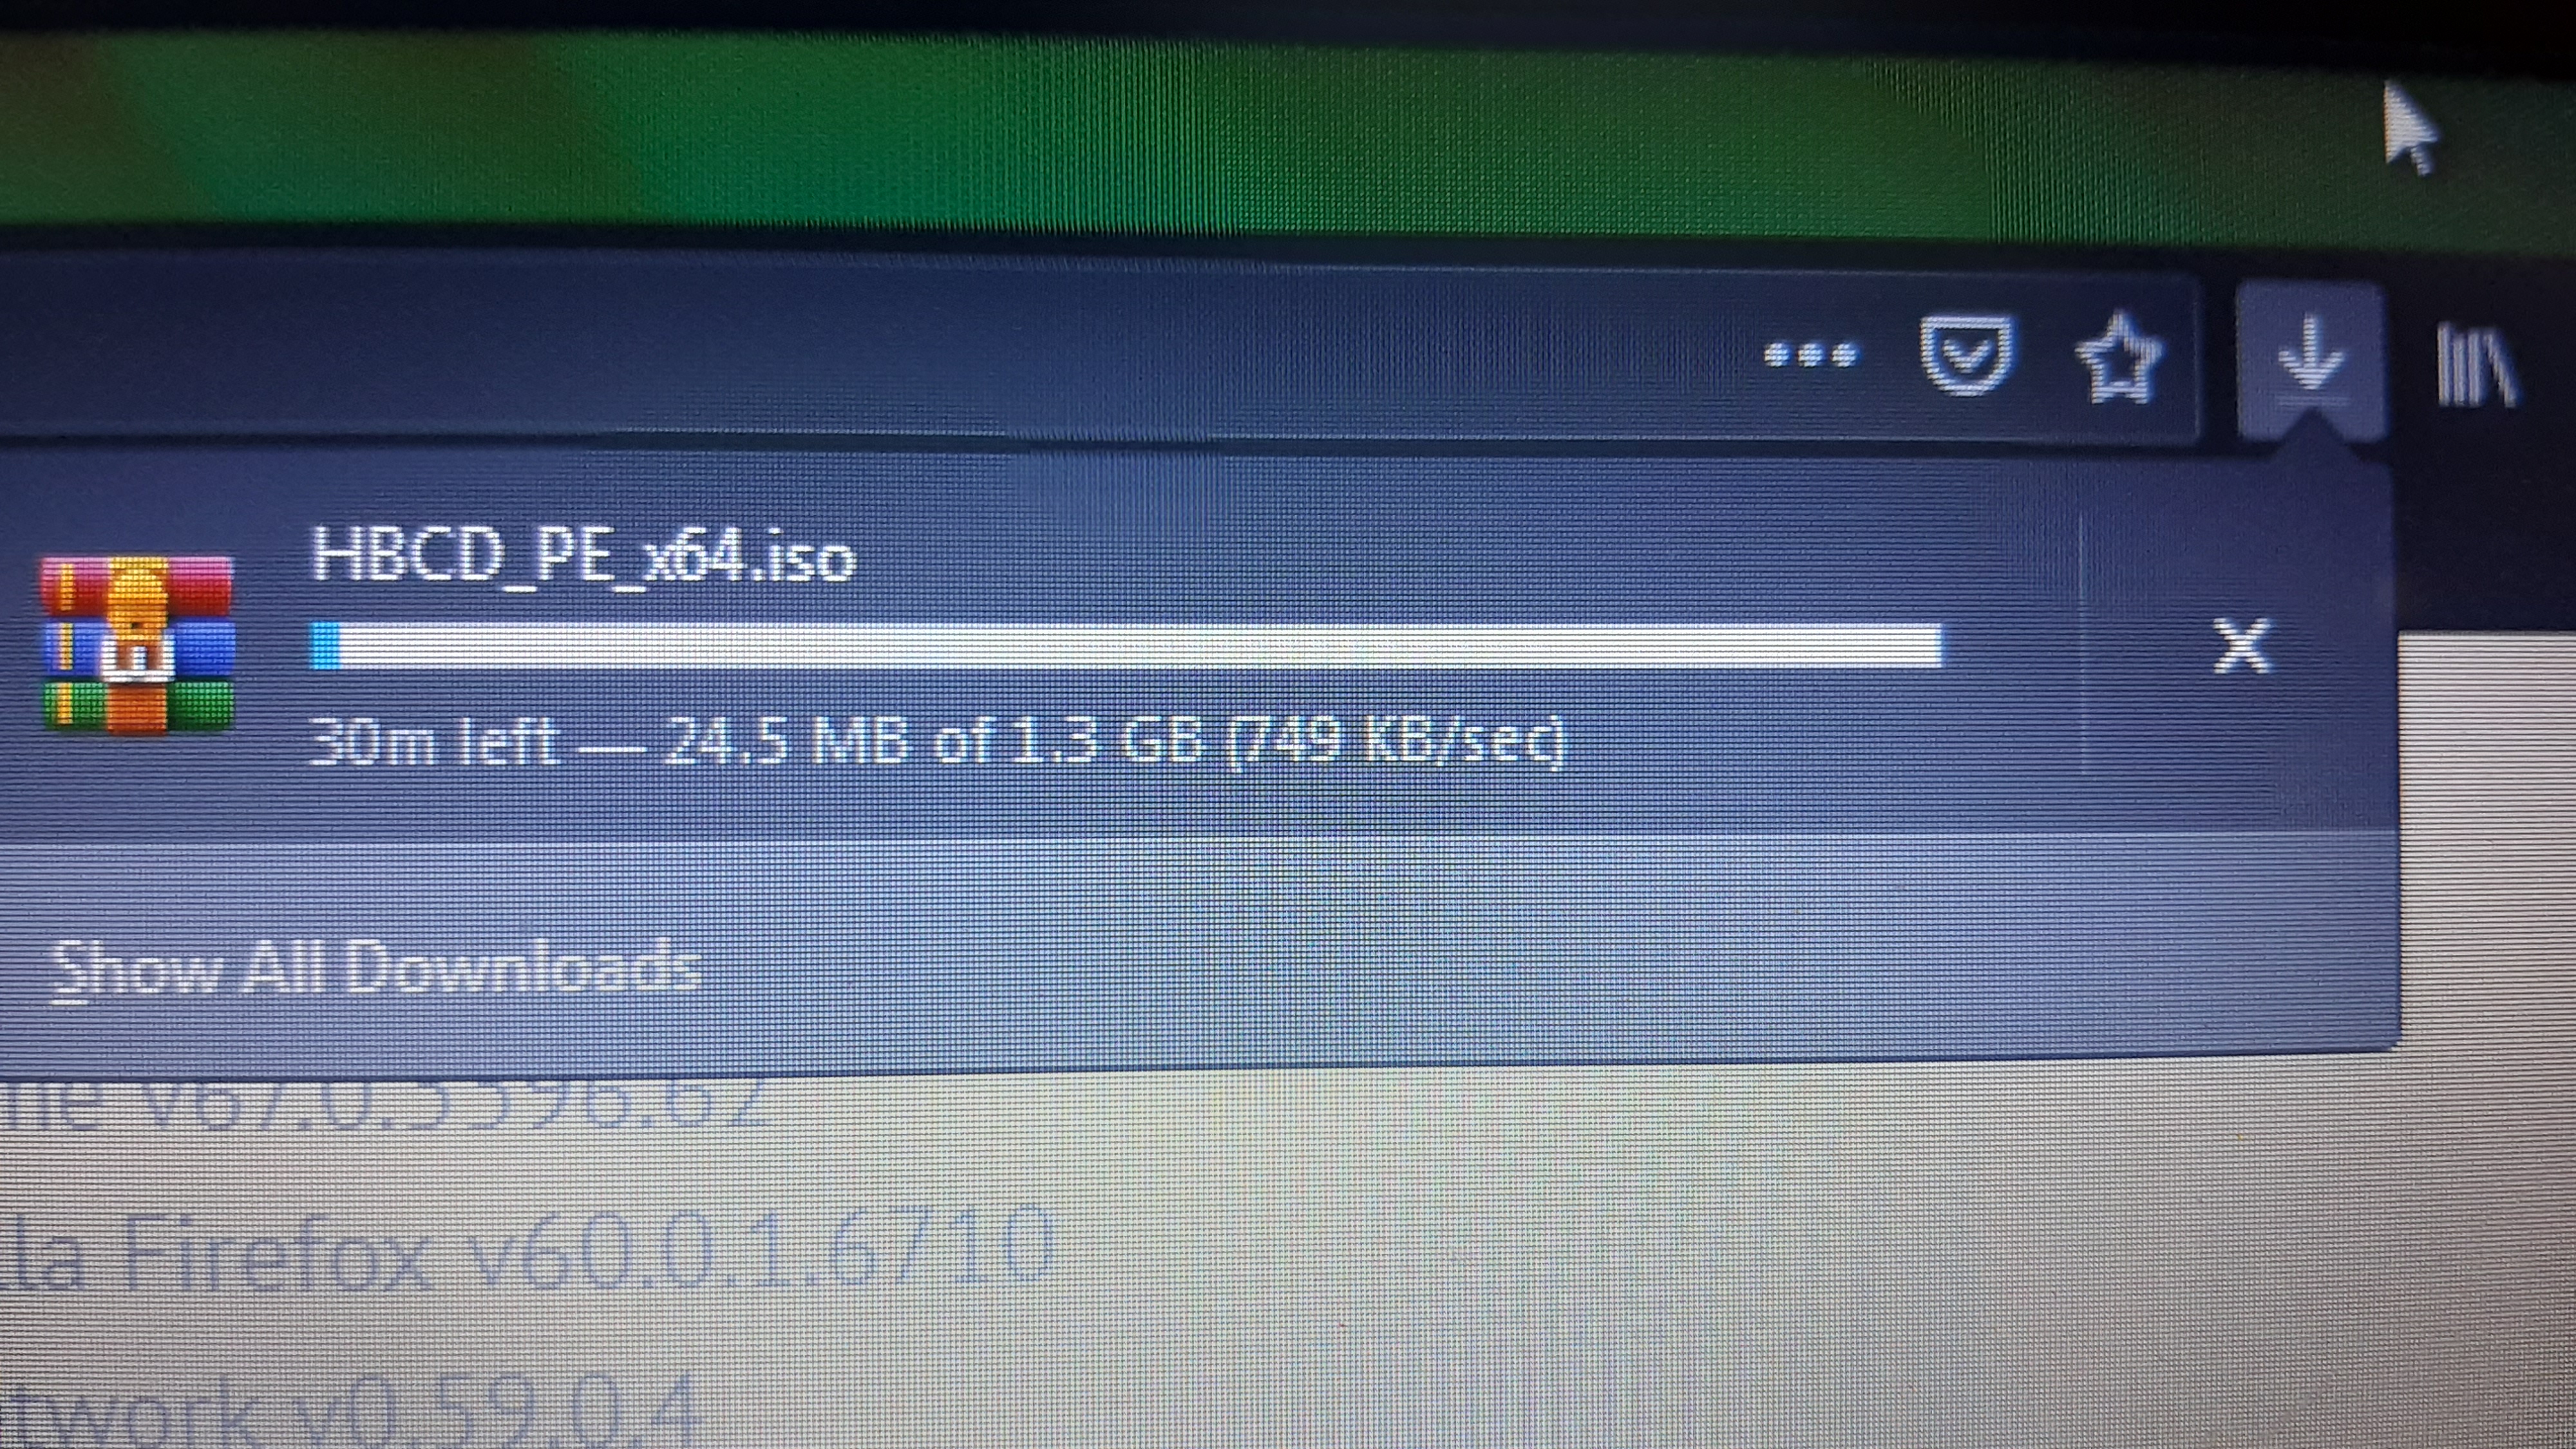 HBCD_PE_x64.iso
30m left — 24.5 MB of 1.3 GB (749 KB/sec)
Show All Downloads
me v67.0.3396.62
lla Firefox v60.0.1.6710
twork v0.59.0.4